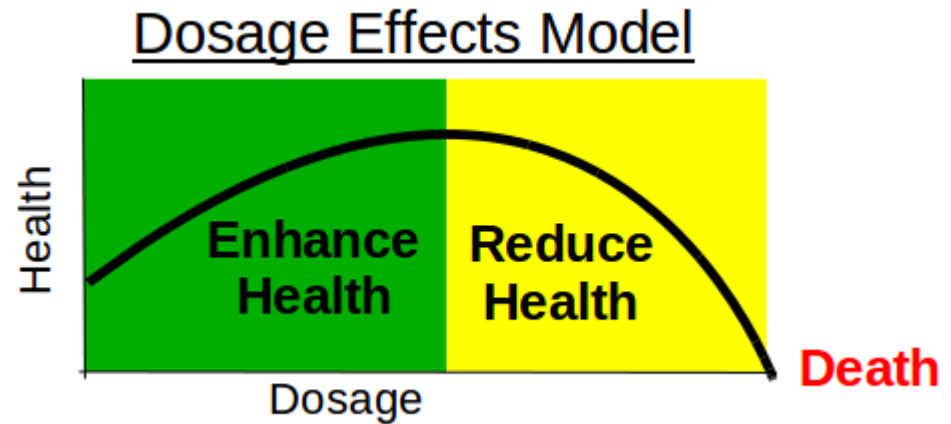 Dosage Effects Model
Health
Enhance
Health
Reduce
Health
Death
Dosage